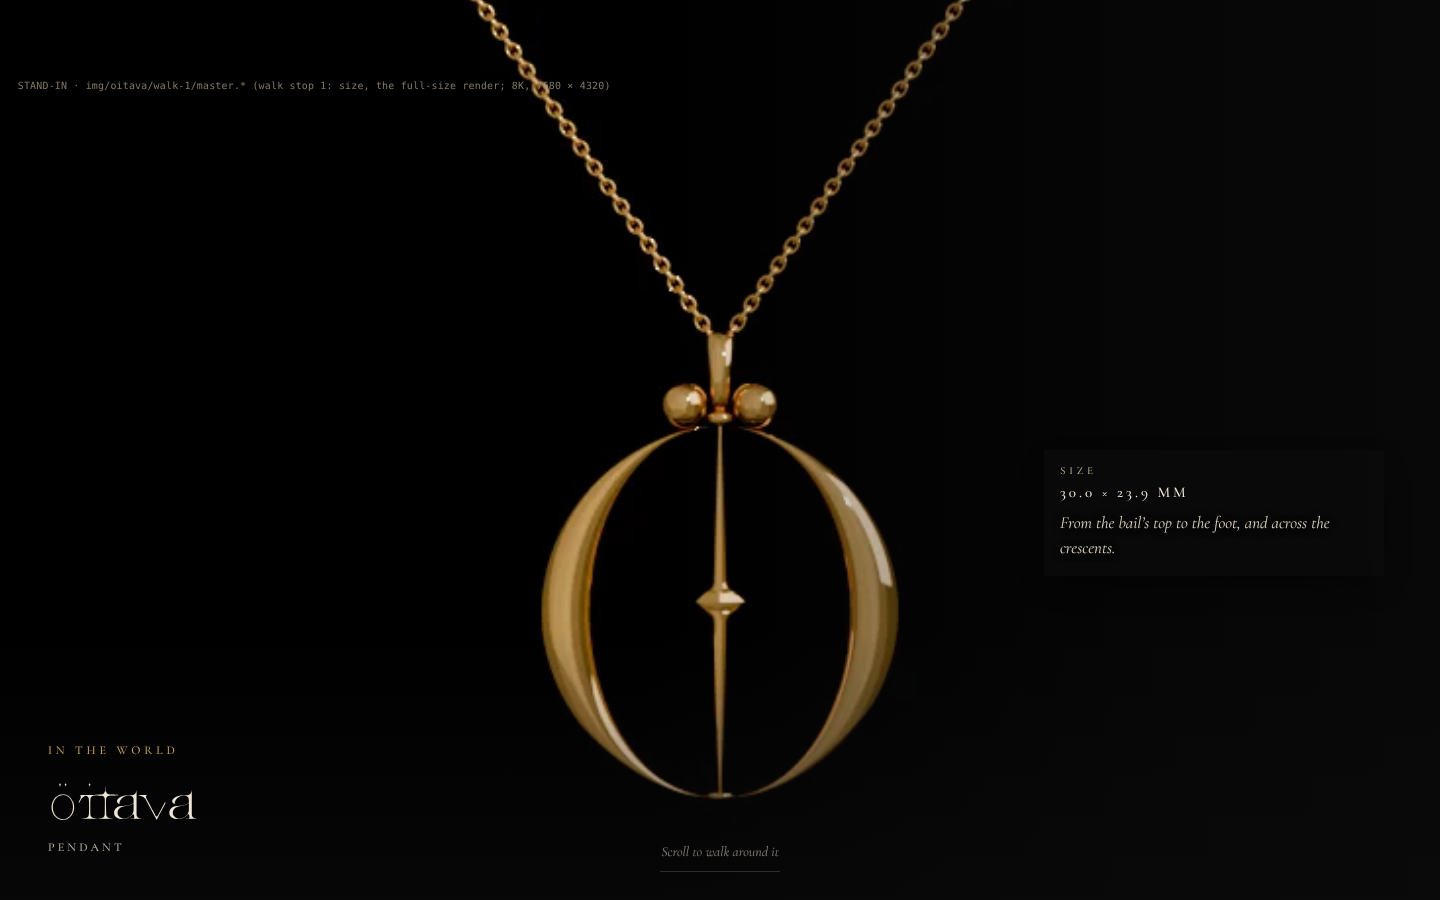 STAND-IN · img/oitava/walk-1/master.* (walk stop 1: size, the full-size render; 8K, 80 × 4320)
SIZE
30.0 × 23.9 MM
From the bail’s top to the foot, and across the
crescents.
IN THE WORLD
öitava
PENDANT
Scroll to walk around it